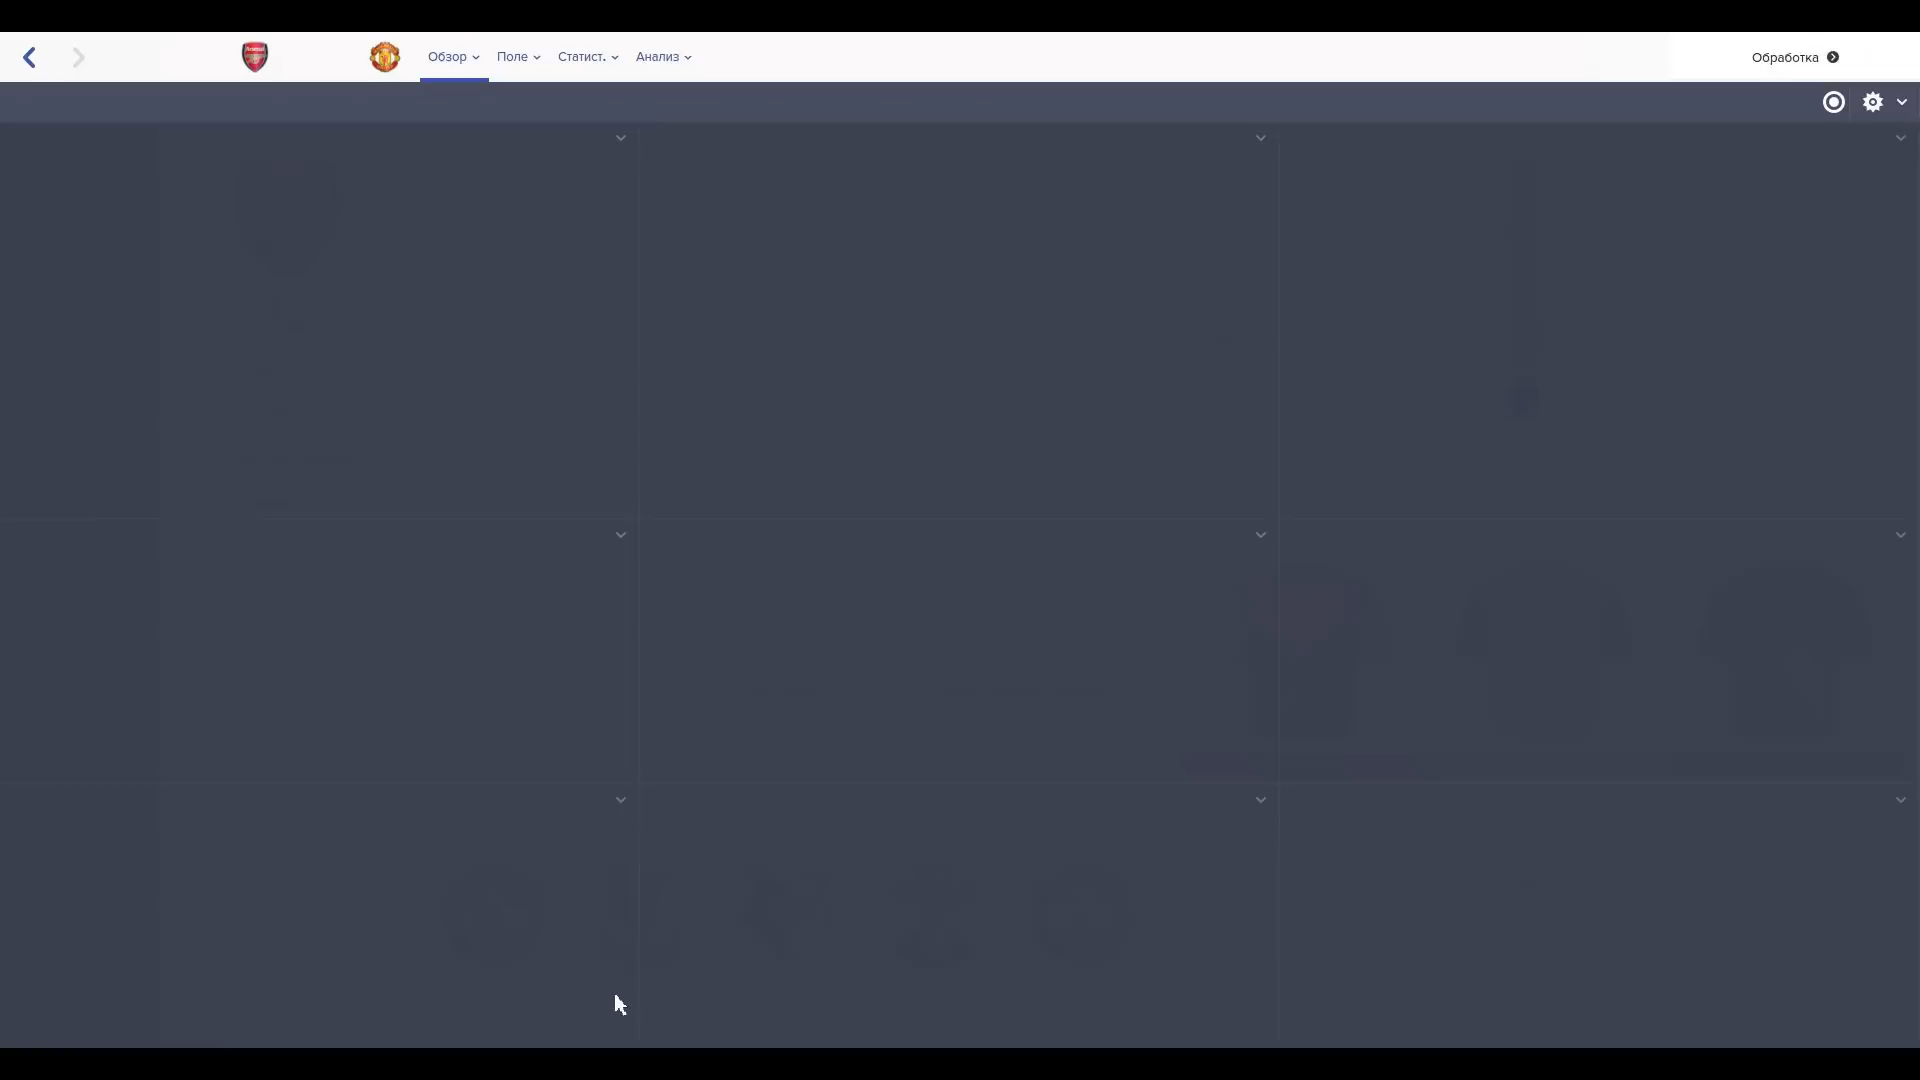 Обзор
Поле
Статист.
Анализ
Обработка